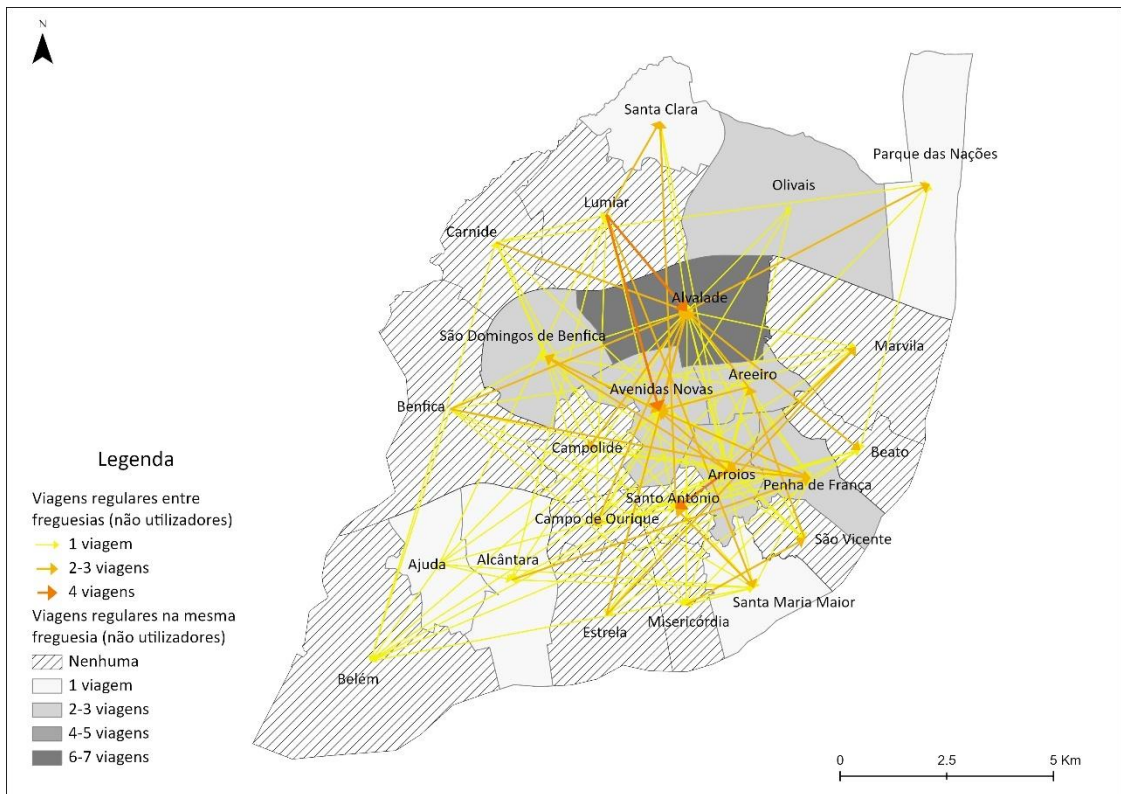 N
Santa Clara
Parque das Nações
Olivais
Lumiar
Carnide
Alvalade
São Domingos de Benfica
Marvila
Areeiro
Avenidas Novas
Benfica
Campolide
Beato
Arroios
Penha de França
Santo António
Campo de Ourique
São Vicente
Alcântara
Ajuda
Santa Maria Maior
Misericórdia
Estrela
Belém
Legenda
Viagens regulares entre
freguesias (não utilizadores)
1 viagem
2-3 viagens
4 viagens
Viagens regulares na mesma
freguesia (não utilizadores)
Nenhuma
1 viagem
2-3 viagens
4-5 viagens
6-7 viagens
0 2.5 5 Km